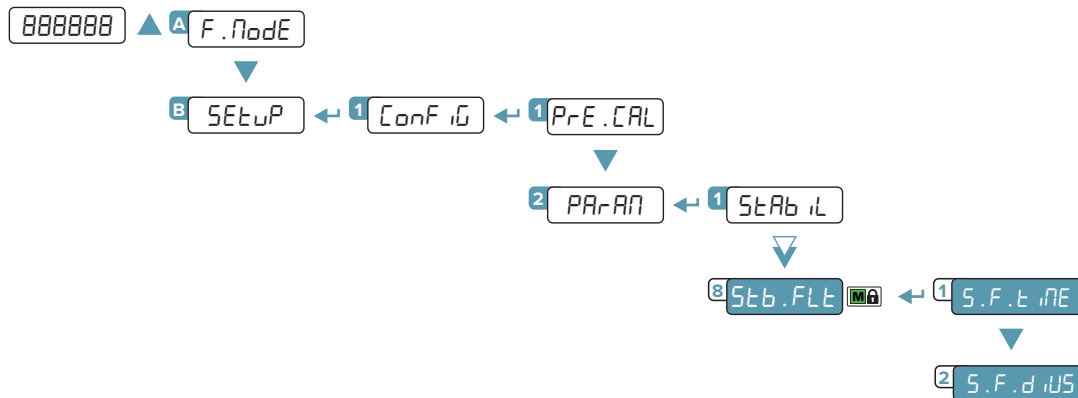 888888 A F.ModE
B SEtuP 1 ConFiG 1 PrE.CAL
2 PArAM 1 StAbiL
8 Stb.FLt M 1 S.F.tiME
2 S.F.diUS